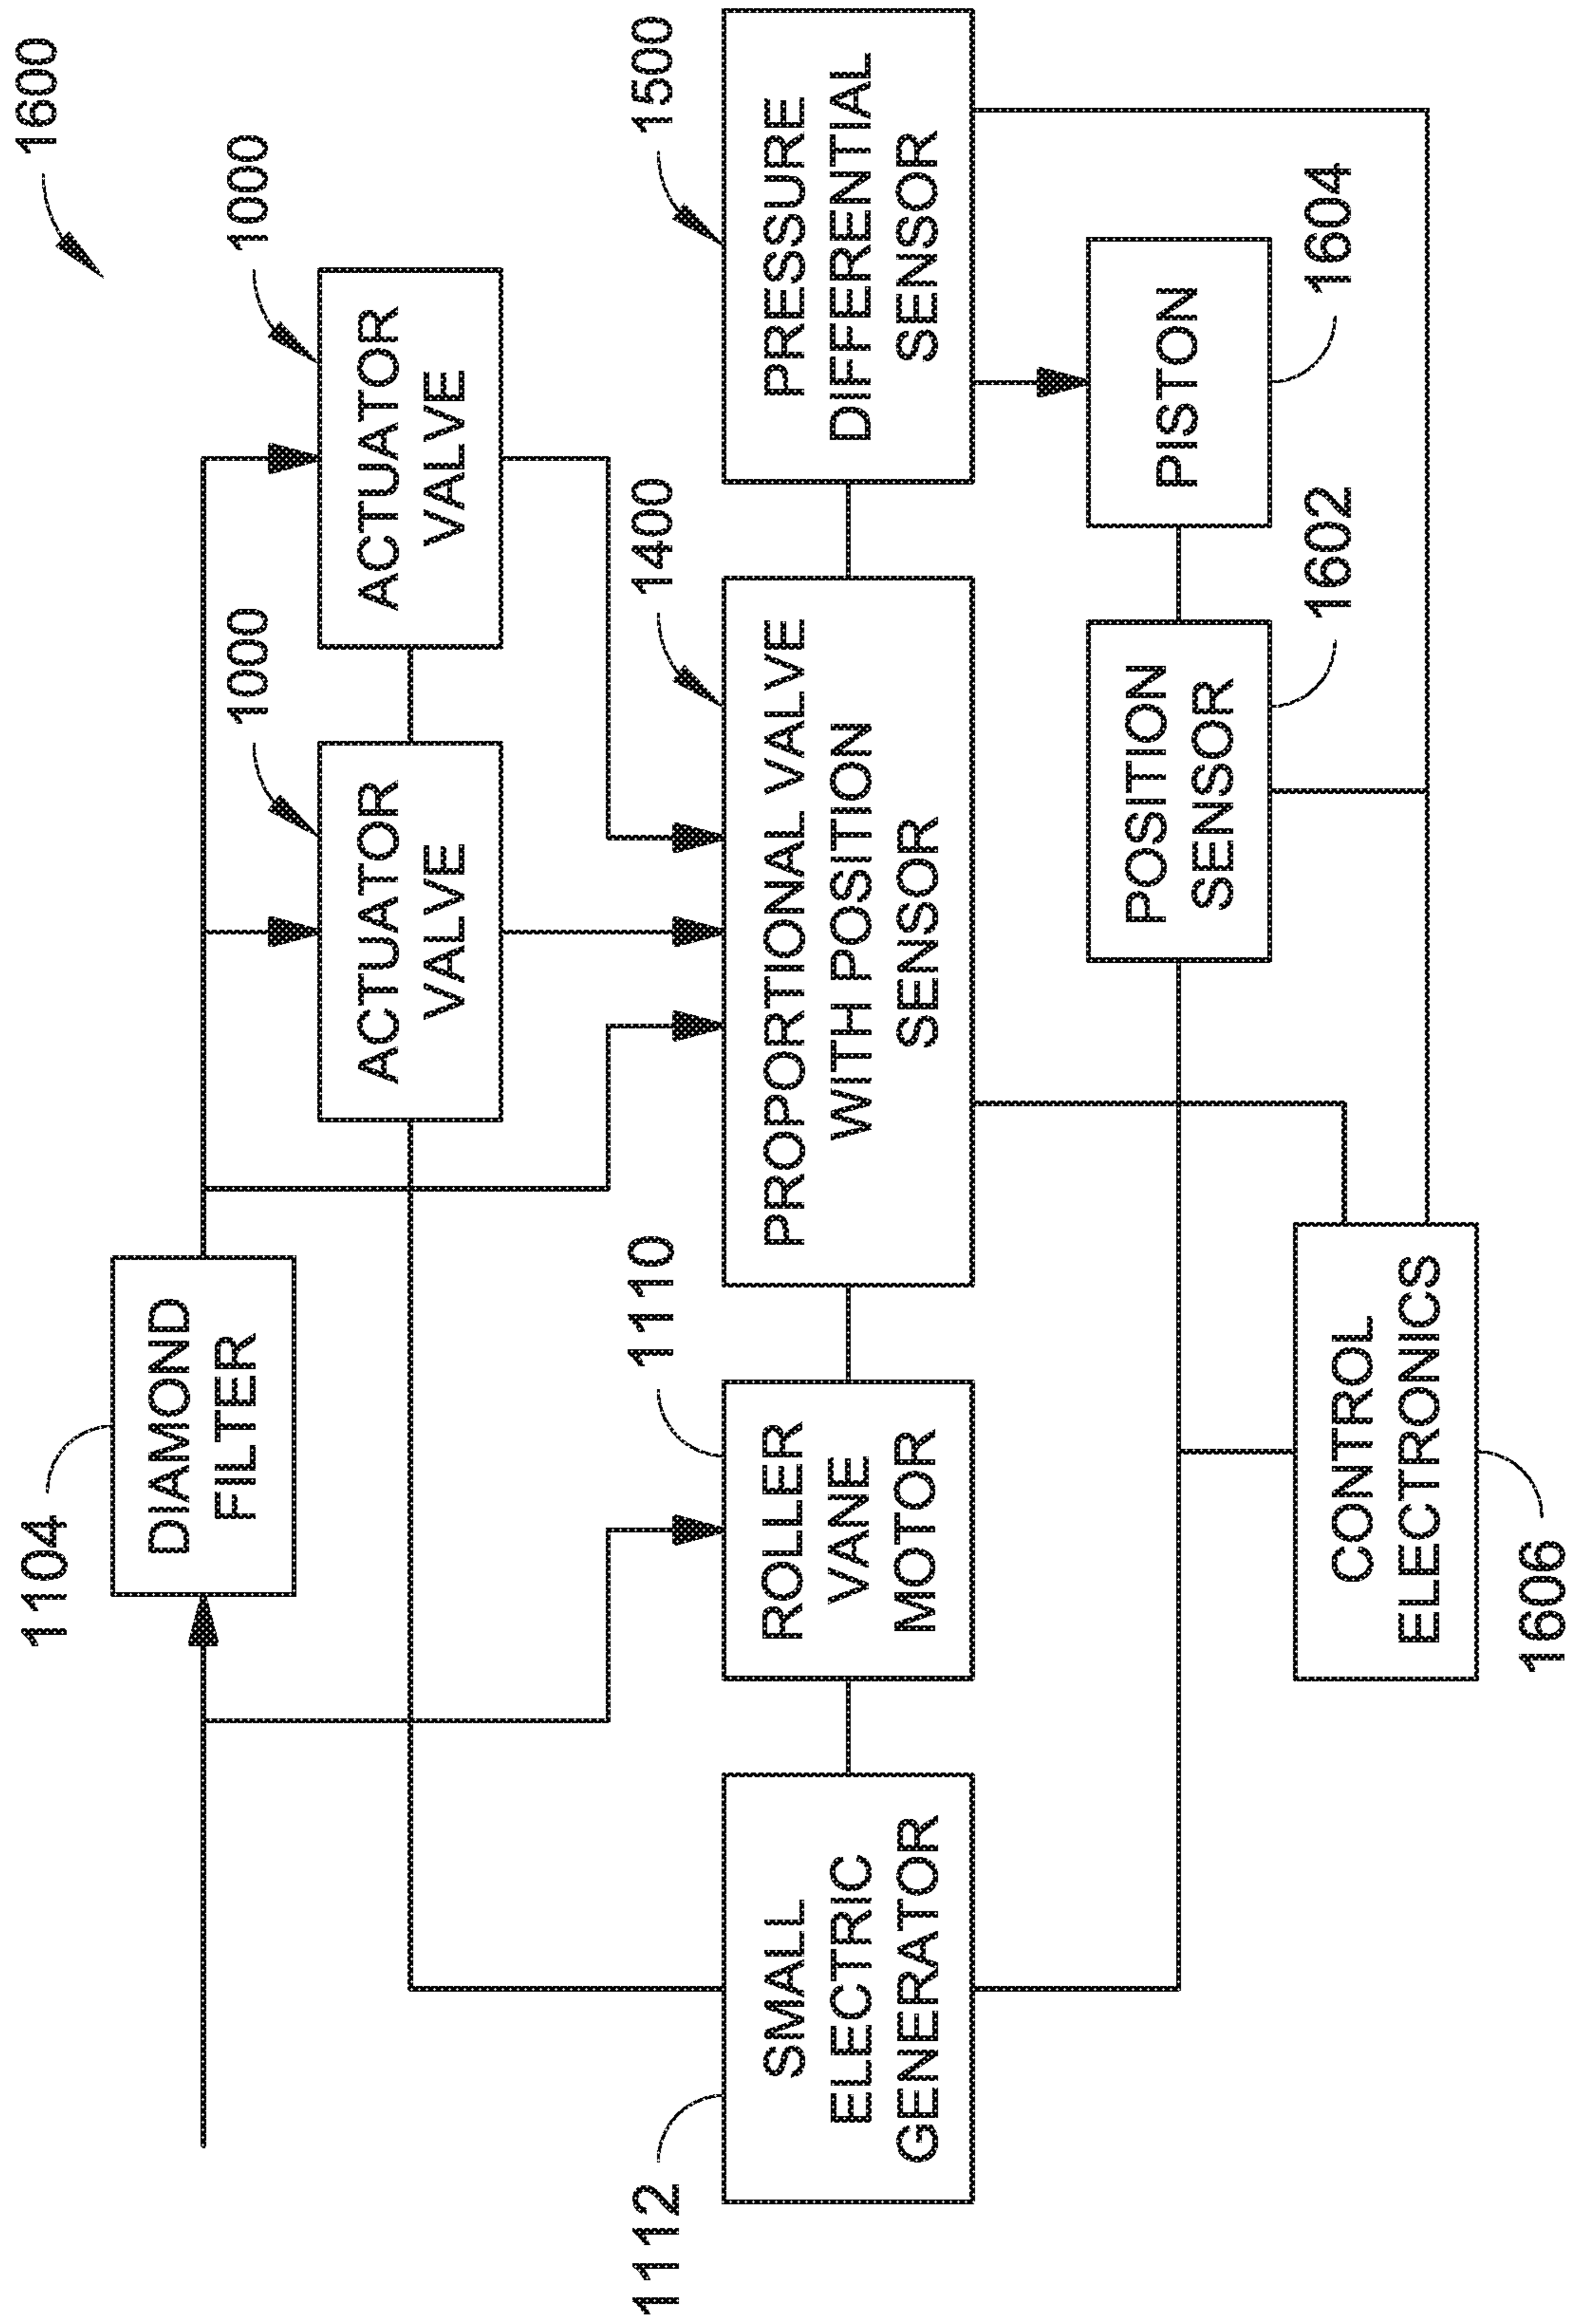 1600
1104
DIAMOND
FILTER
1000
ACTUATOR
VALVE
1000
ACTUATOR
VALVE
1112
SMALL
ELECTRIC
GENERATOR
1110
ROLLER
VANE
MOTOR
1400
PROPORTIONAL VALVE
WITH POSITION
SENSOR
1500
PRESSURE
DIFFERENTIAL
SENSOR
POSITION
SENSOR
1602
PISTON
1604
CONTROL
ELECTRONICS
1606